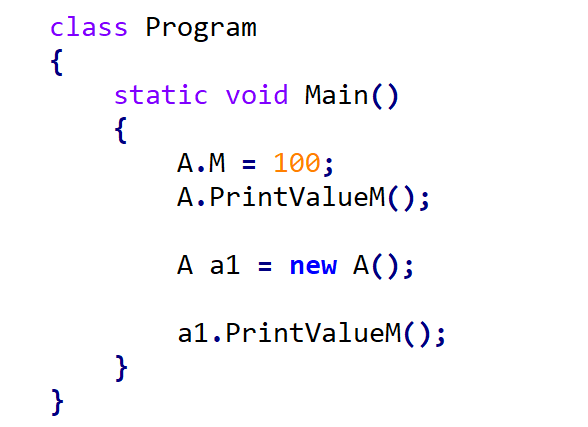 class Program
{
static void Main()
{
A.M = 100;
A.PrintValueM();
A a1 = new A();
a1.PrintValueM();
}
}